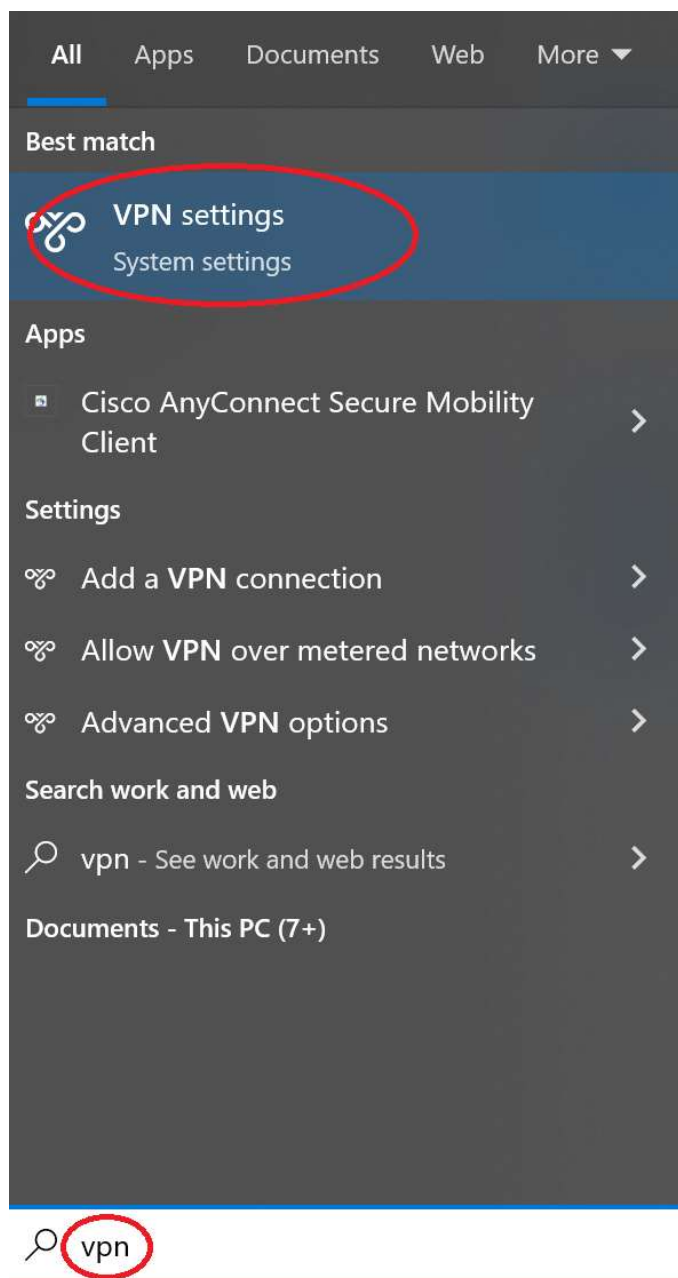 All Apps Documents Web More
Best match
VPN settings
System settings
Apps
Cisco AnyConnect Secure Mobility
Client
Settings
Add a VPN connection
Allow VPN over metered networks
Advanced VPN options
Search work and web
vpn - See work and web results
Documents - This PC (7+)
vpn